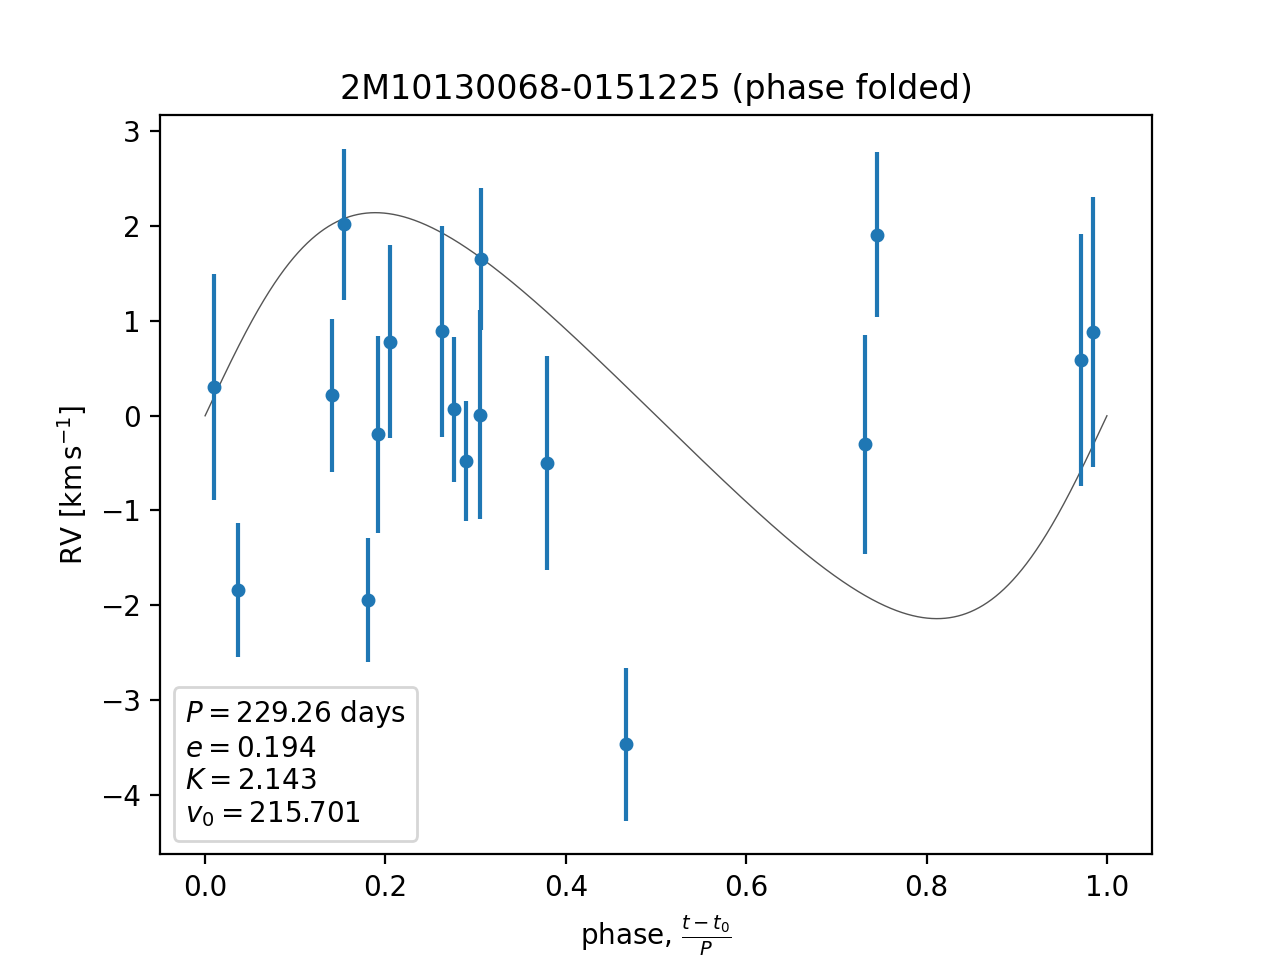 2M10130068-0151225 (phase folded)
3
2
1
0
−1
−2
−3
−4
RV [km s⁻¹]
P = 229.26 days
e = 0.194
K = 2.143
v₀ = 215.701
0.0 0.2 0.4 0.6 0.8 1.0
phase, (t − t₀)/P